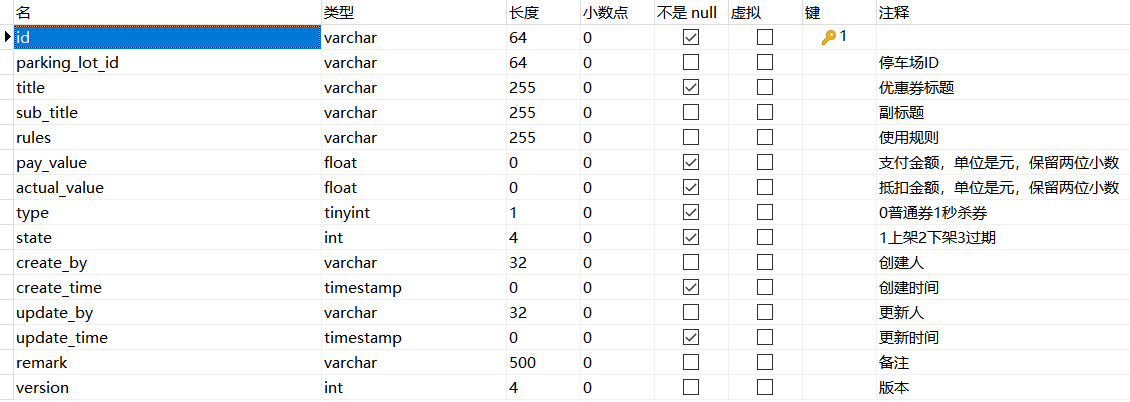 名 类型 长度 小数点 不是 null 虚拟 键 注释
id varchar 64 0 1
parking_lot_id varchar 64 0 停车场ID
title varchar 255 0 优惠券标题
sub_title varchar 255 0 副标题
rules varchar 255 0 使用规则
pay_value float 0 0 支付金额，单位是元，保留两位小数
actual_value float 0 0 抵扣金额，单位是元，保留两位小数
type tinyint 1 0 0普通券1秒杀券
state int 4 0 1上架2下架3过期
create_by varchar 32 0 创建人
create_time timestamp 0 0 创建时间
update_by varchar 32 0 更新人
update_time timestamp 0 0 更新时间
remark varchar 500 0 备注
version int 4 0 版本